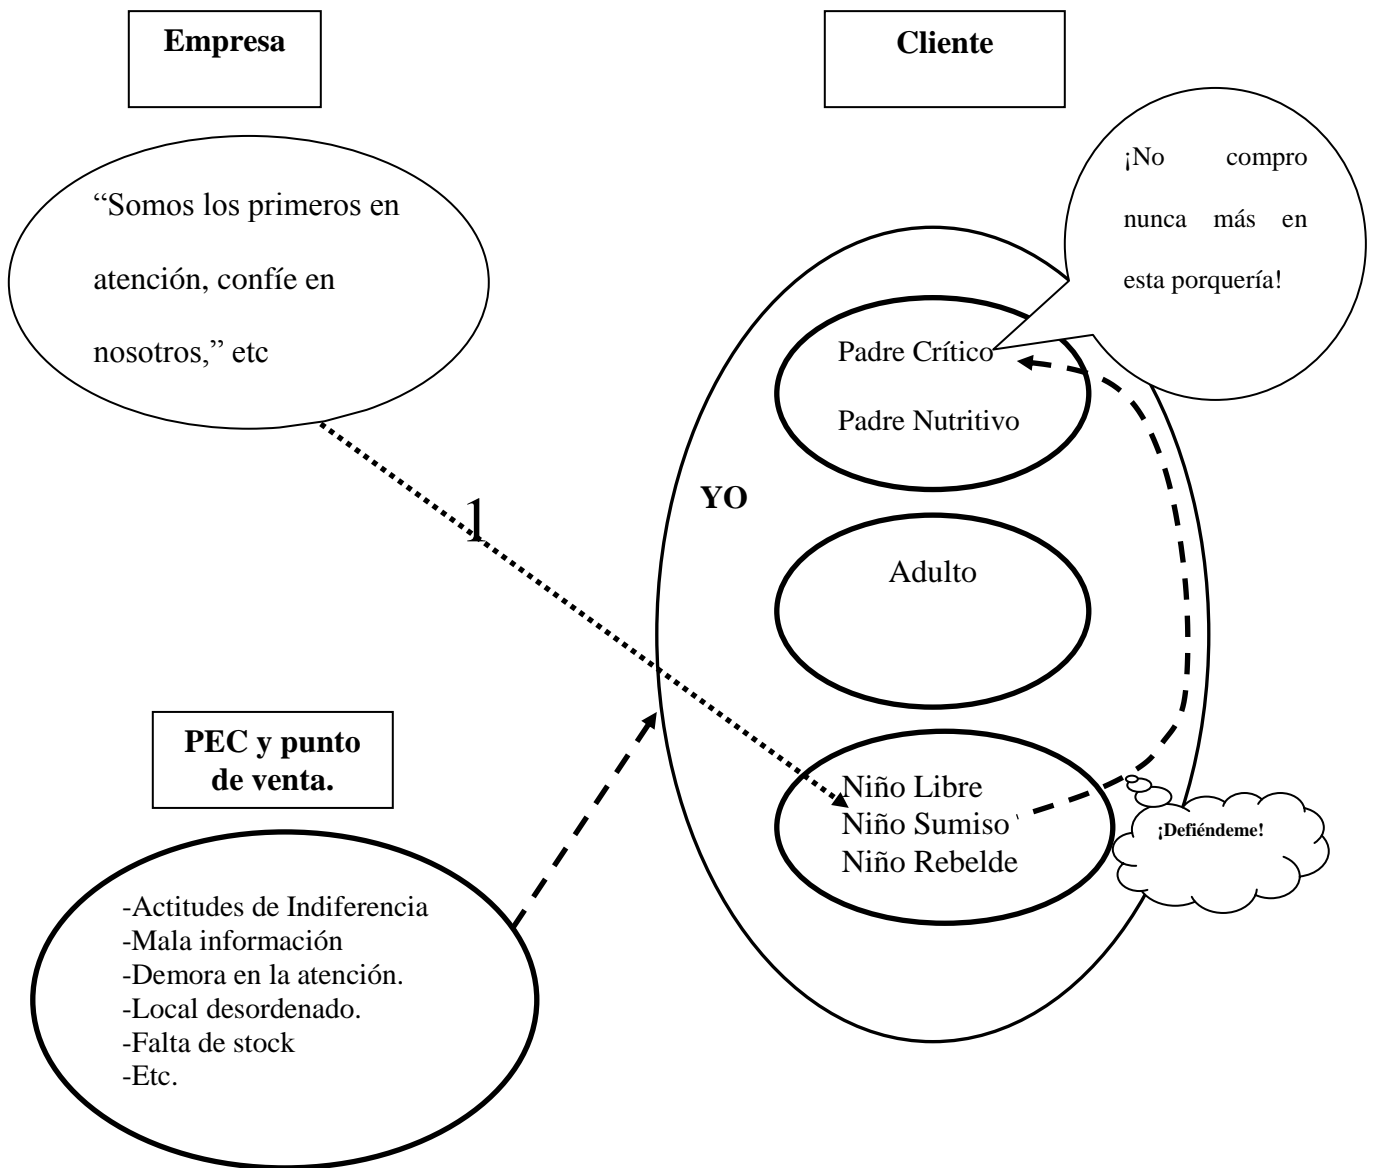 Empresa
Cliente
“Somos los primeros en
atención, confíe en
nosotros,” etc
¡No compro
nunca más en
esta porquería!
Padre Crítico
Padre Nutritivo
YO
1
Adulto
PEC y punto
de venta.
Niño Libre
Niño Sumiso
Niño Rebelde
¡Defiéndeme!
-Actitudes de Indiferencia
-Mala información
-Demora en la atención.
-Local desordenado.
-Falta de stock
-Etc.